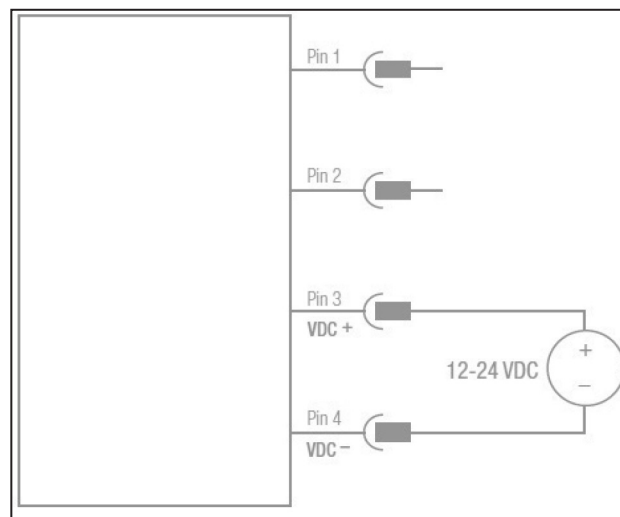 Pin 1
Pin 2
Pin 3
VDC +
12-24 VDC
+
–
Pin 4
VDC –